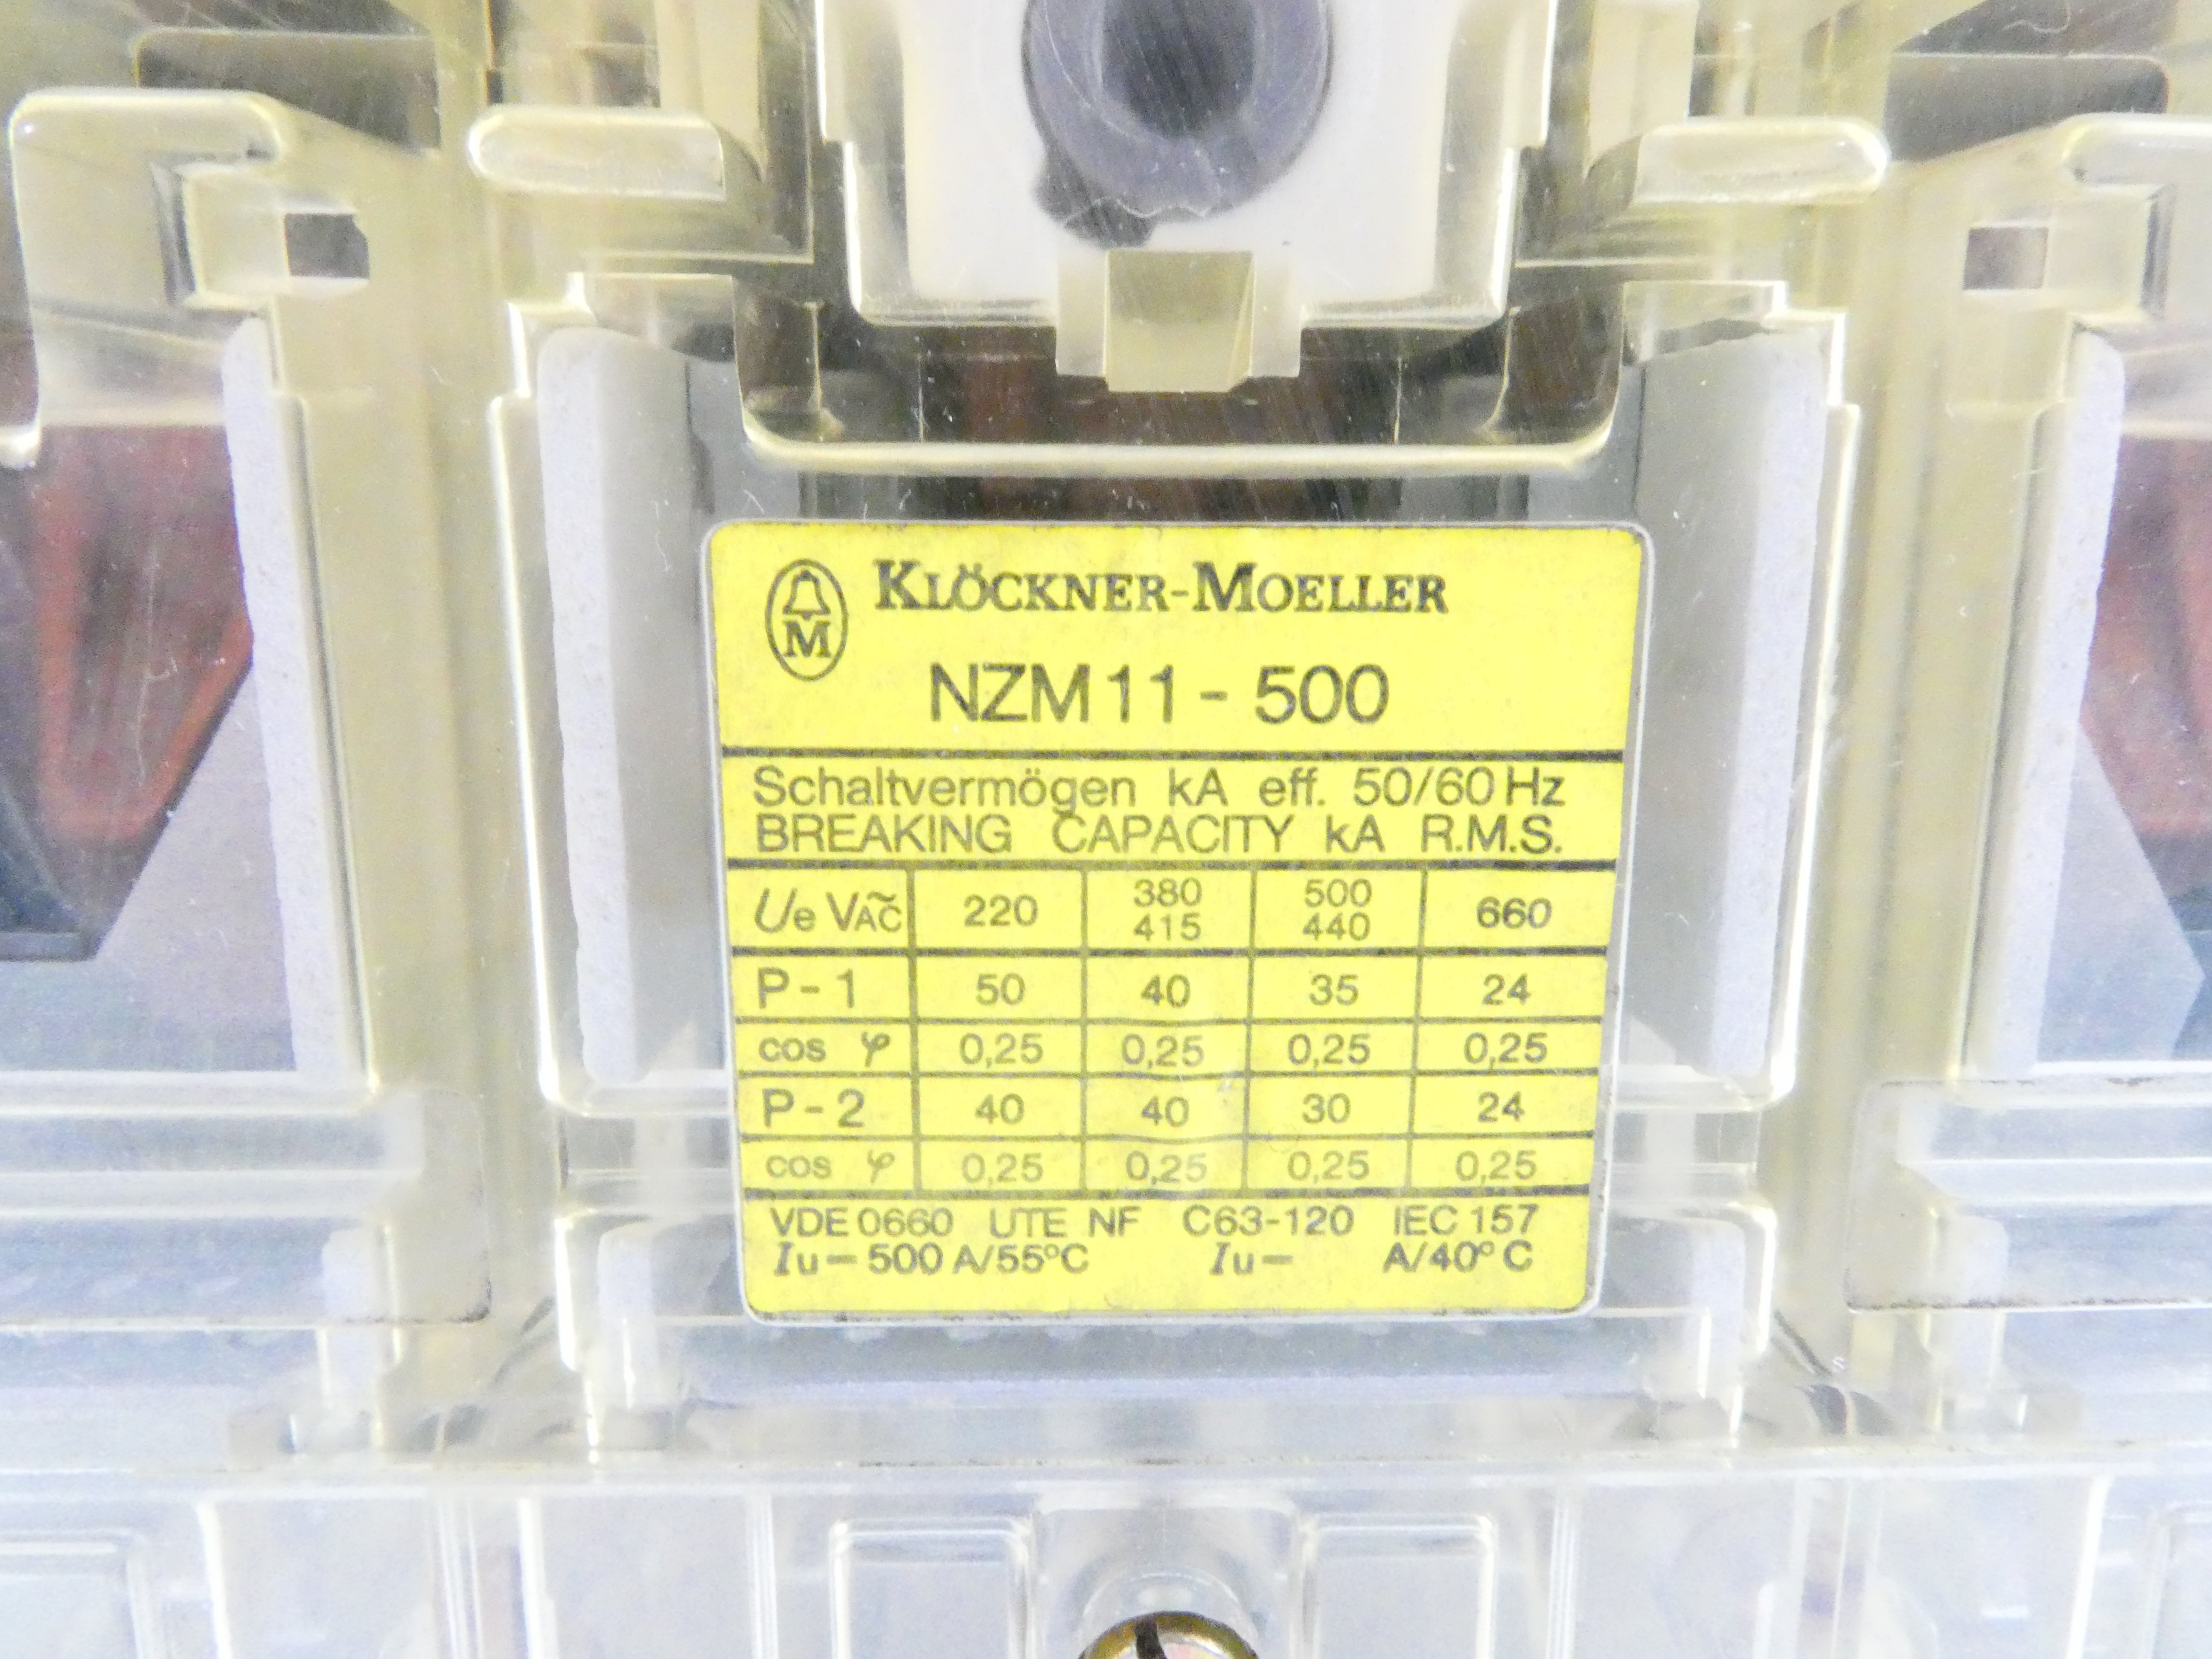 M
KLÖCKNER-MOELLER
NZM 11 - 500
Schaltvermögen kA eff. 50/60 Hz
BREAKING CAPACITY kA R.M.S.
Ue VAC~ 220 380 415 500 440 660
P-1 50 40 35 24
cos φ 0,25 0,25 0,25 0,25
P-2 40 40 30 24
cos φ 0,25 0,25 0,25 0,25
VDE 0660 UTE NF C63-120 IEC 157
Iu= 500 A/55°C Iu= A/40°C